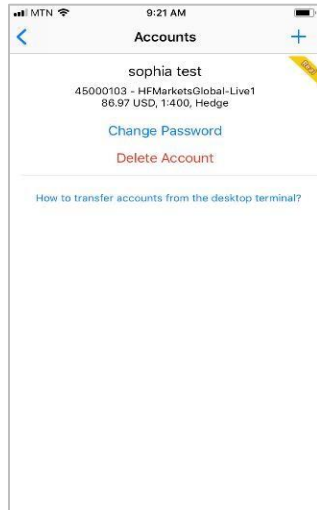 MTN 9:21 AM
Accounts +
sophia test
45000103 - HFMarketsGlobal-Live1
86.97 USD, 1:400, Hedge
Change Password
Delete Account
How to transfer accounts from the desktop terminal?